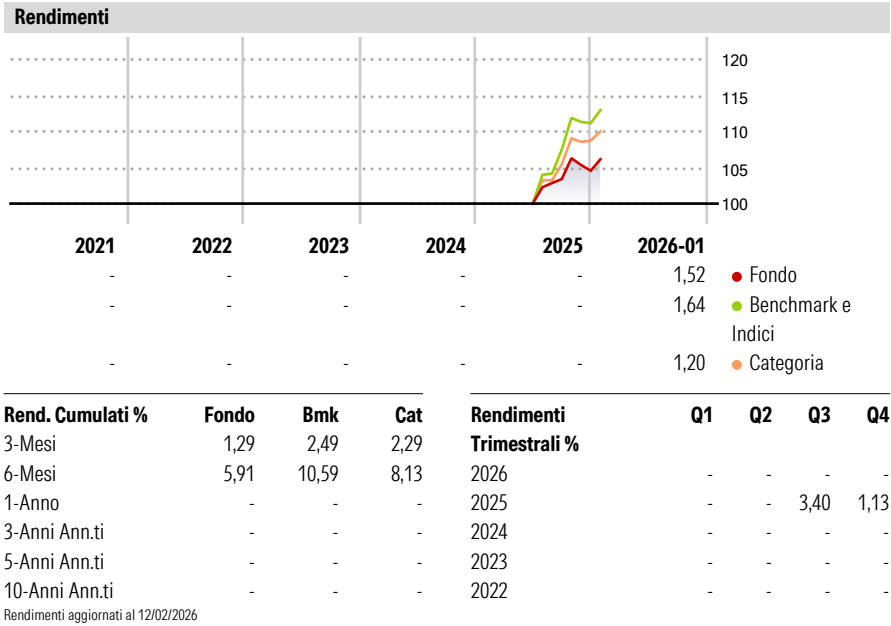 Rendimenti
120
115
110
105
100
2021 2022 2023 2024 2025 2026-01
- - - - - 1,52 Fondo
- - - - - 1,64 Benchmark e
Indici
- - - - - 1,20 Categoria
Rend. Cumulati % Fondo Bmk Cat
3-Mesi 1,29 2,49 2,29
6-Mesi 5,91 10,59 8,13
1-Anno - - -
3-Anni Ann.ti - - -
5-Anni Ann.ti - - -
10-Anni Ann.ti - - -
Rendimenti Q1 Q2 Q3 Q4
Trimestrali %
2026 - - - -
2025 - - 3,40 1,13
2024 - - - -
2023 - - - -
2022 - - - -
Rendimenti aggiornati al 12/02/2026